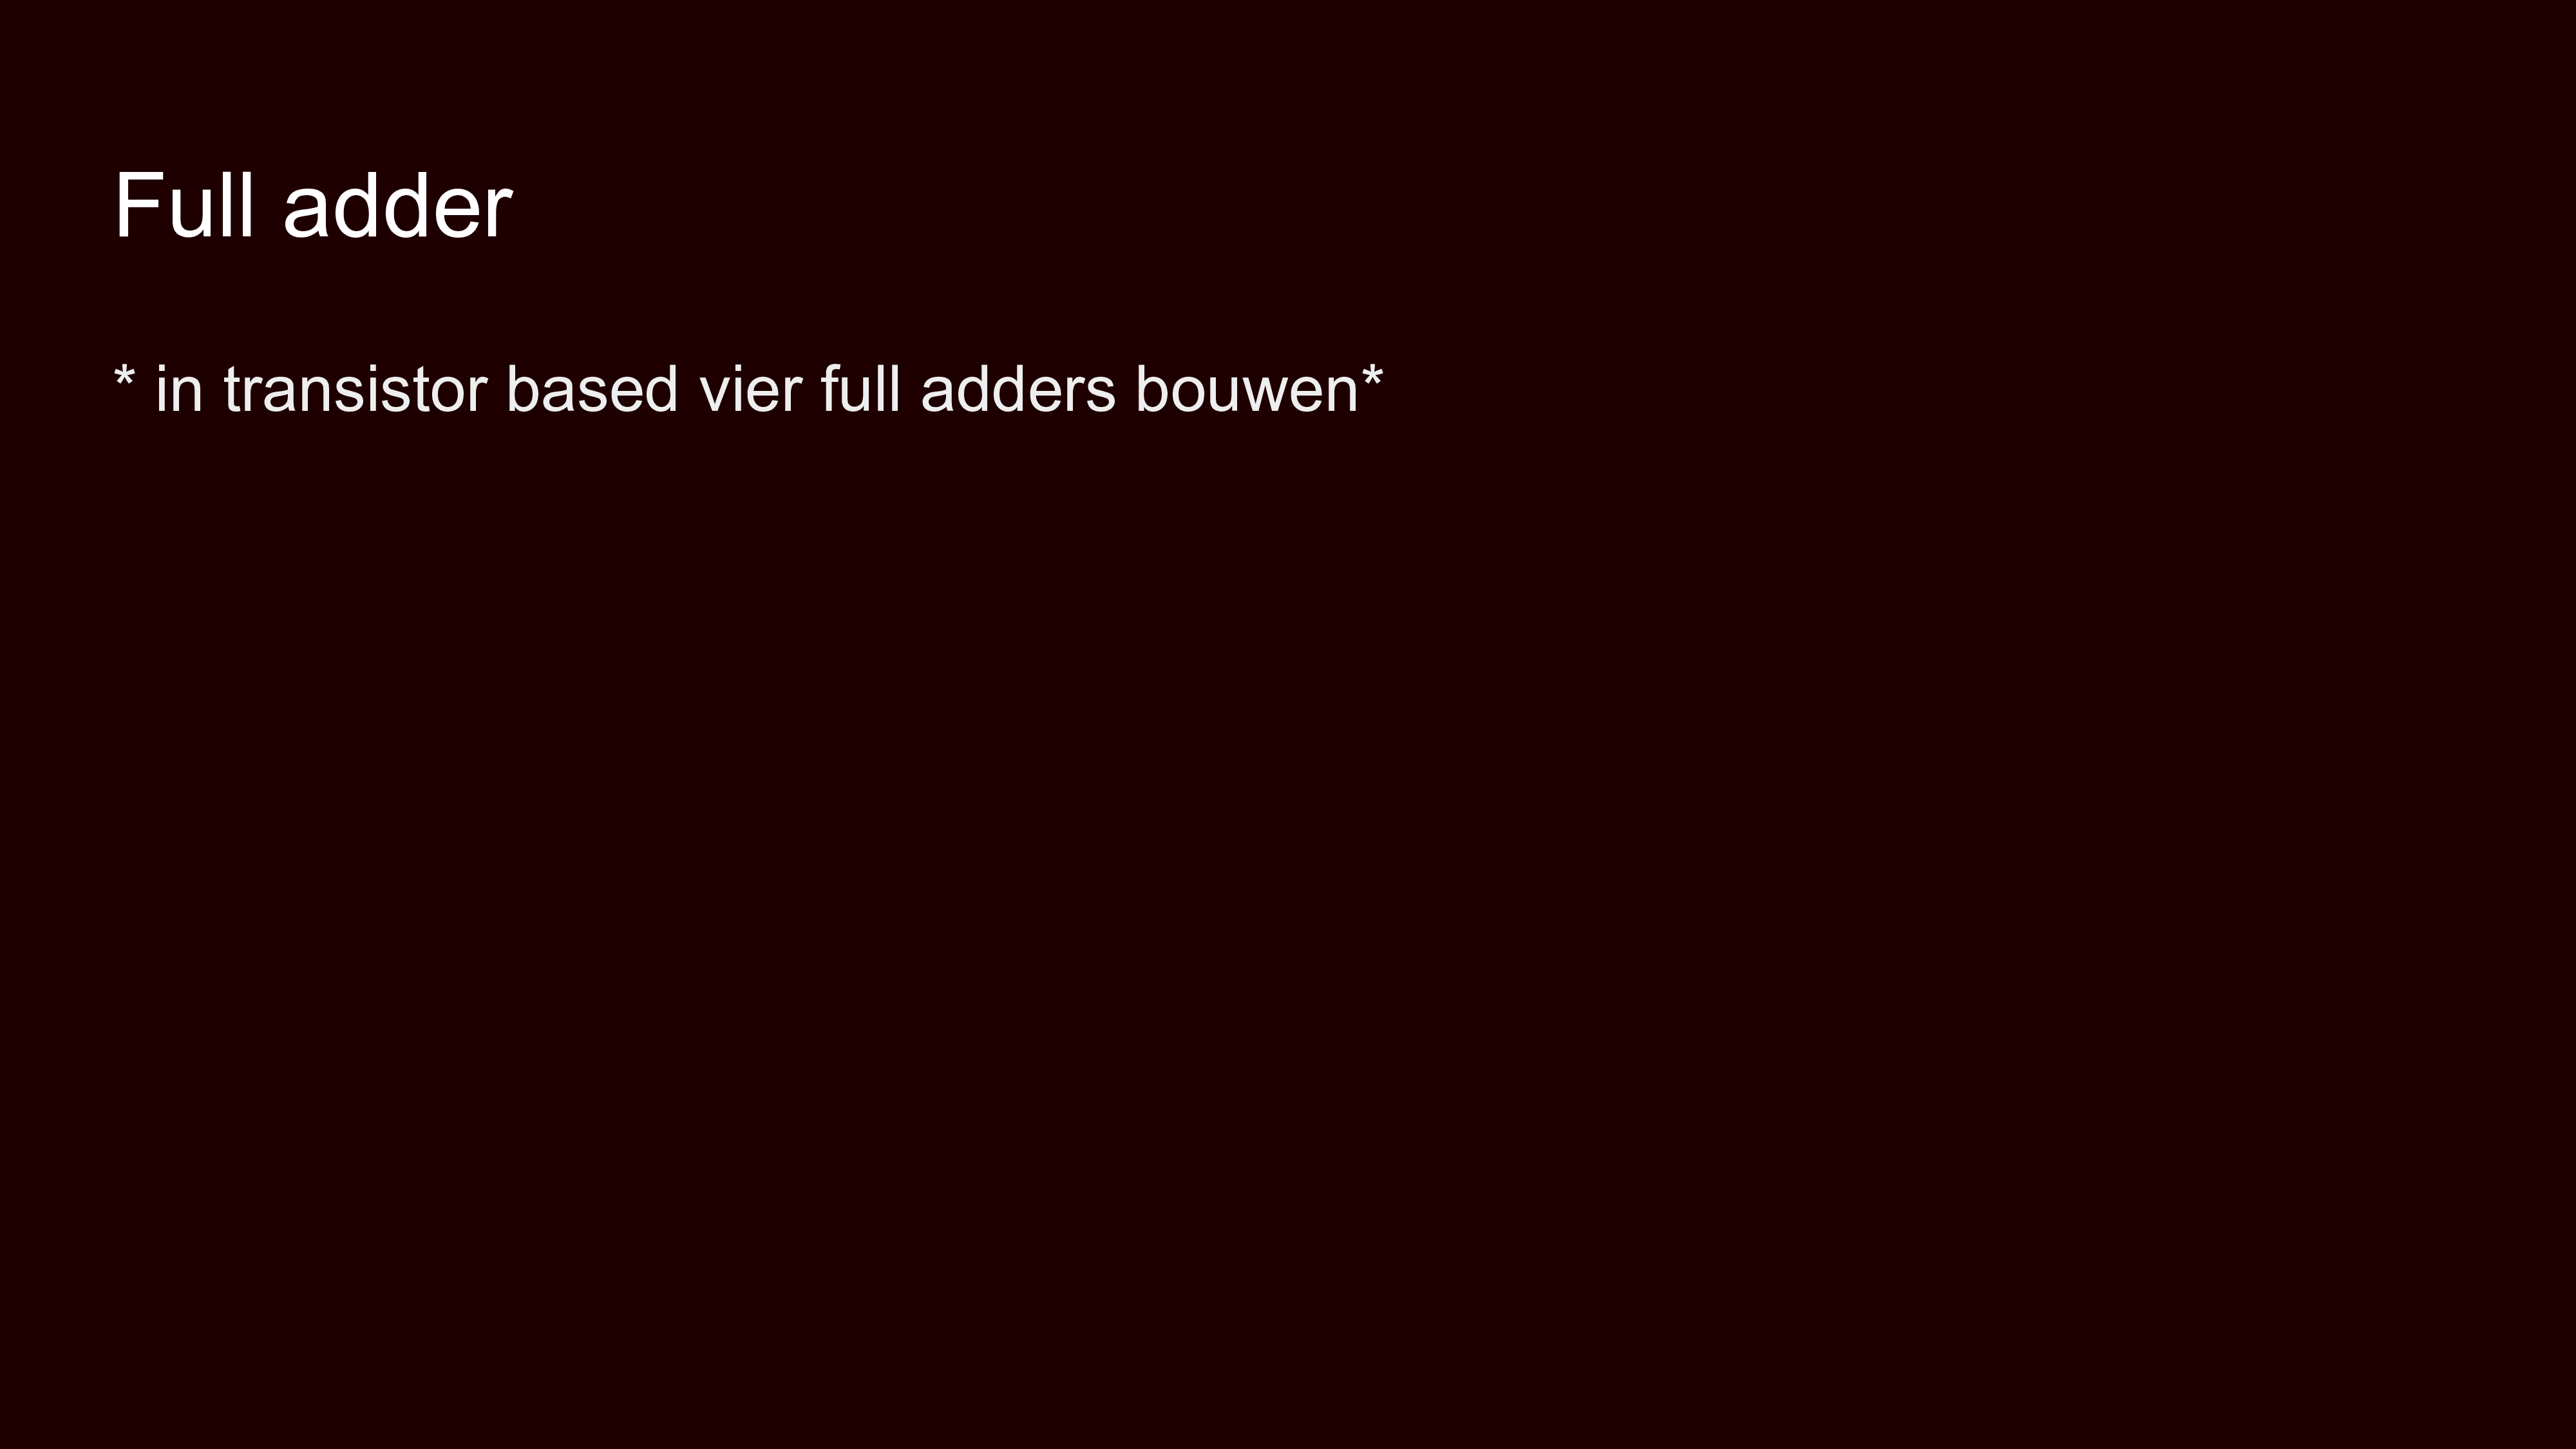 Full adder
* in transistor based vier full adders bouwen*